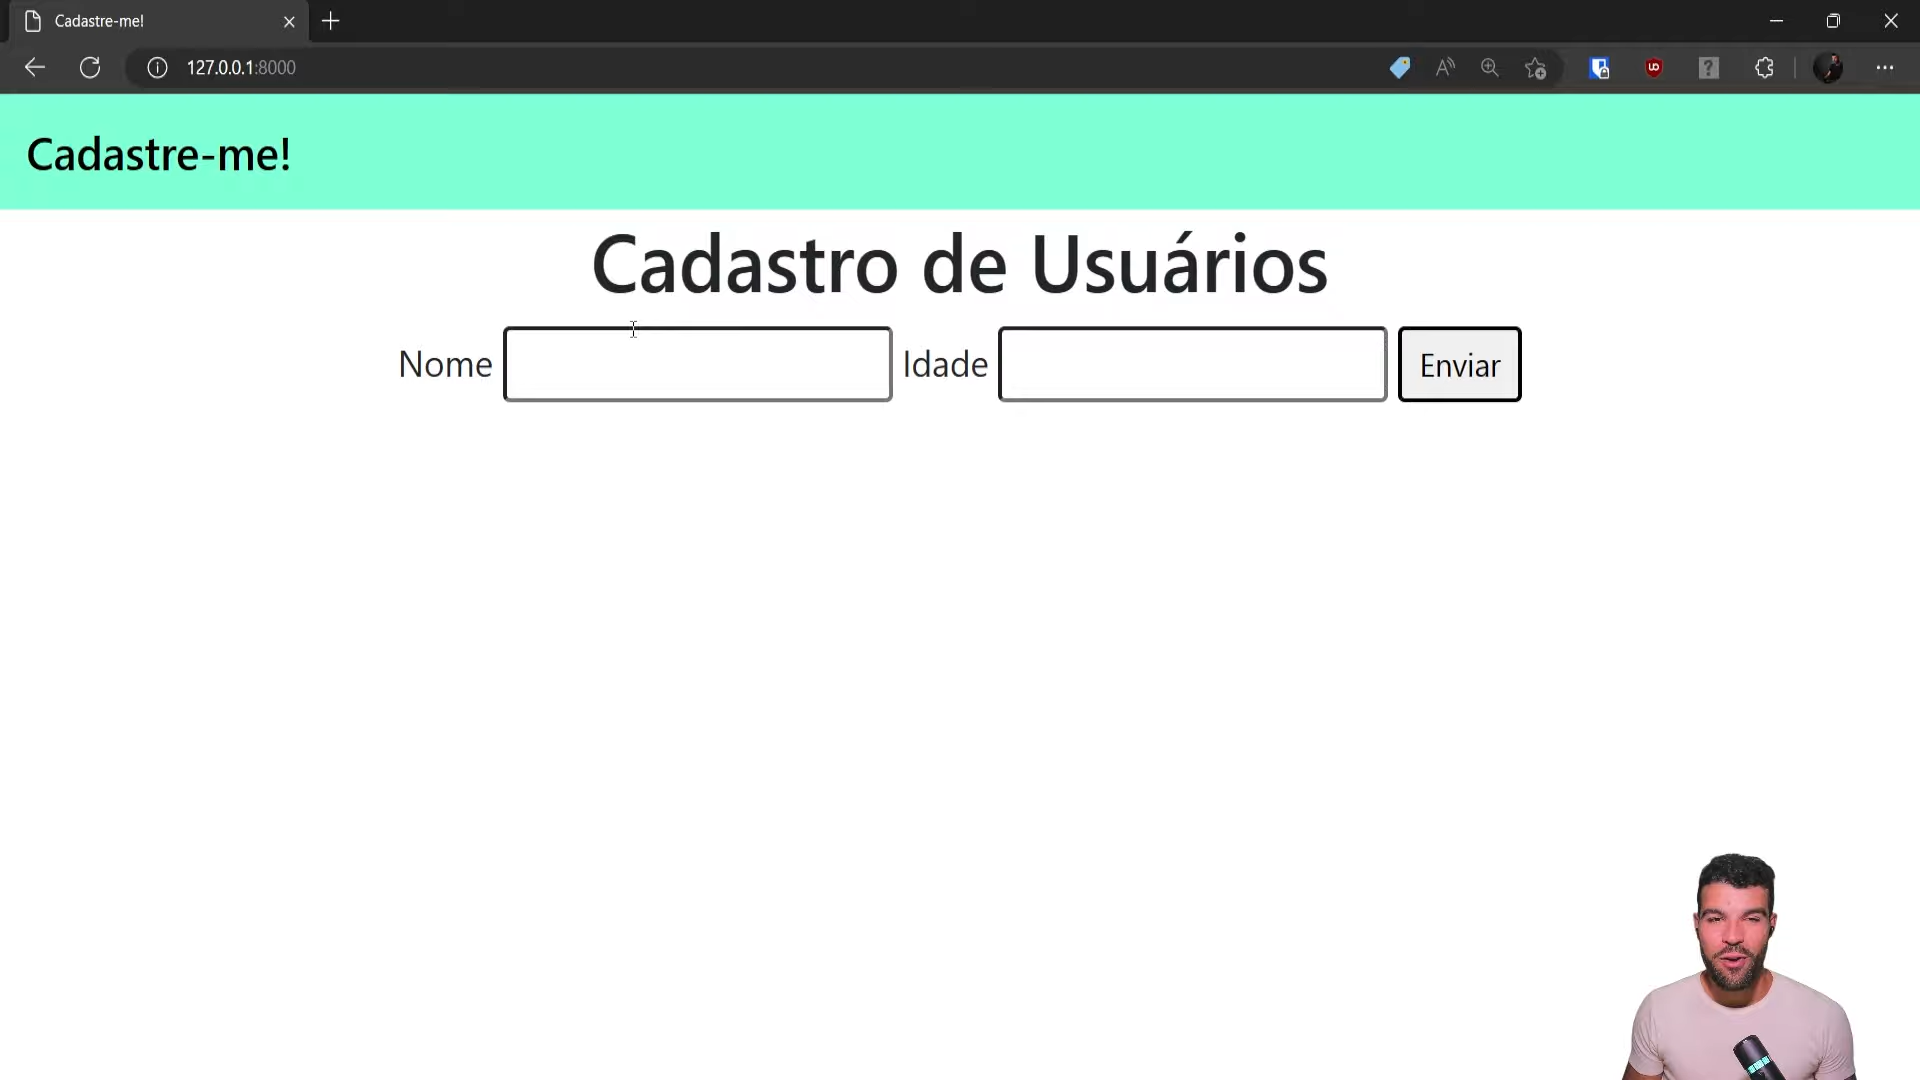 Cadastre-me!
127.0.0.1:8000
Cadastre-me!
Cadastro de Usuários
Nome Idade Enviar